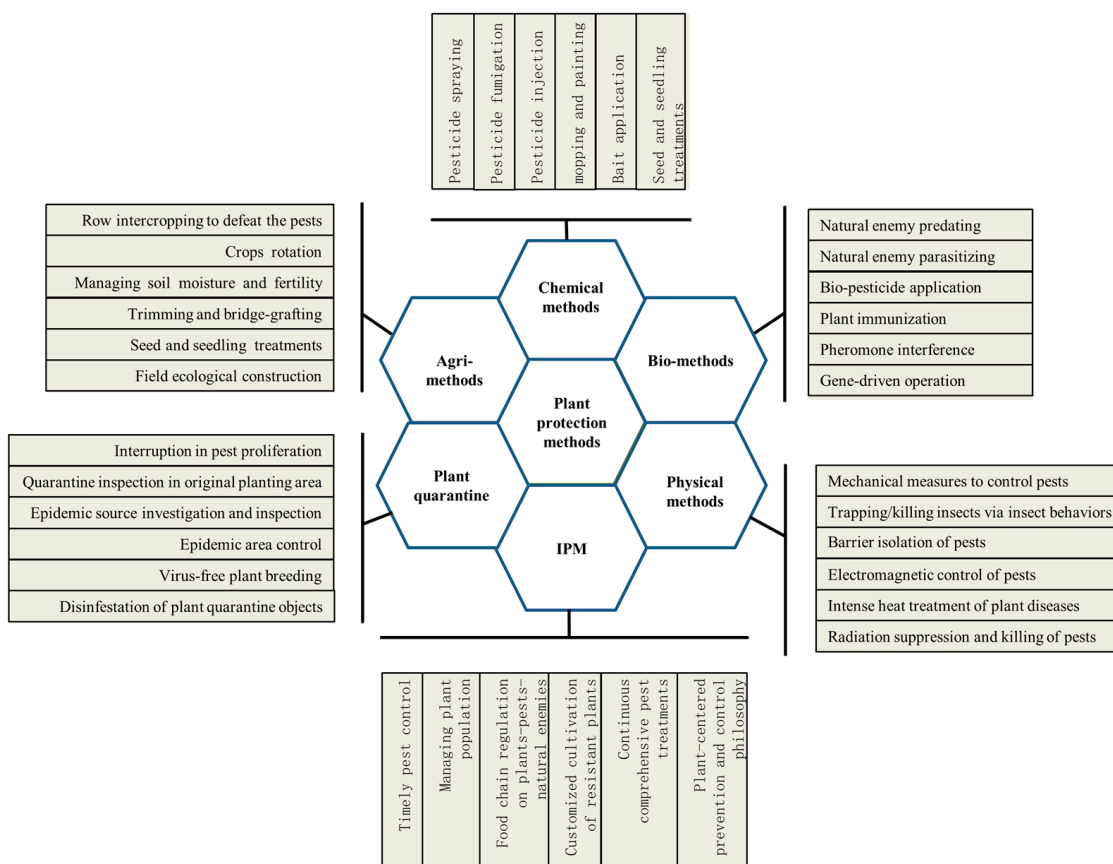 Pesticide spraying
Pesticide fumigation
Pesticide injection
mopping and painting
Bait application
Seed and seedling
treatments
Row intercropping to defeat the pests
Crops rotation
Managing soil moisture and fertility
Trimming and bridge-grafting
Seed and seedling treatments
Field ecological construction
Chemical
methods
Agri-
methods
Bio-methods
Plant
protection
methods
Plant
quarantine
Physical
methods
IPM
Natural enemy predating
Natural enemy parasitizing
Bio-pesticide application
Plant immunization
Pheromone interference
Gene-driven operation
Interruption in pest proliferation
Quarantine inspection in original planting area
Epidemic source investigation and inspection
Epidemic area control
Virus-free plant breeding
Disinfestation of plant quarantine objects
Mechanical measures to control pests
Trapping/killing insects via insect behaviors
Barrier isolation of pests
Electromagnetic control of pests
Intense heat treatment of plant diseases
Radiation suppression and killing of pests
Timely pest control
Managing plant
population
Food chain regulation
on plants-pests-
natural enemies
Customized cultivation
of resistant plants
Continuous
comprehensive pest
treatments
Plant-centered
prevention and control
philosophy